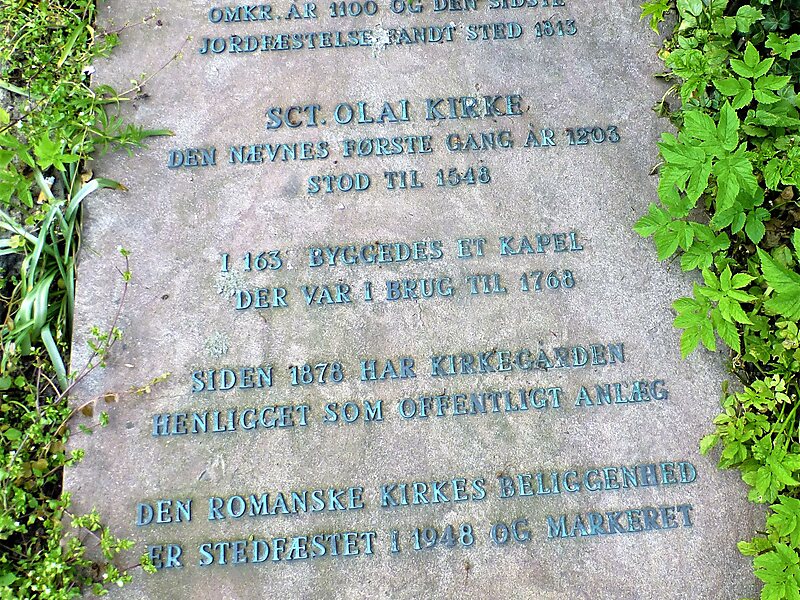 OMKR. ÅR 1100 OG DEN SIDSTE
JORDFÆSTELSE FANDT STED 1813
SCT. OLAI KIRKE
DEN NÆVNES FØRSTE GANG ÅR 1203
STOD TIL 1548
I 163 BYGGEDES ET KAPEL
DER VAR I BRUG TIL 1768
SIDEN 1878 HAR KIRKEGÅRDEN
HENLIGGET SOM OFFENTLIGT ANLÆG
DEN ROMANSKE KIRKES BELIGGENHED
ER STEDFÆSTET I 1948 OG MARKERET